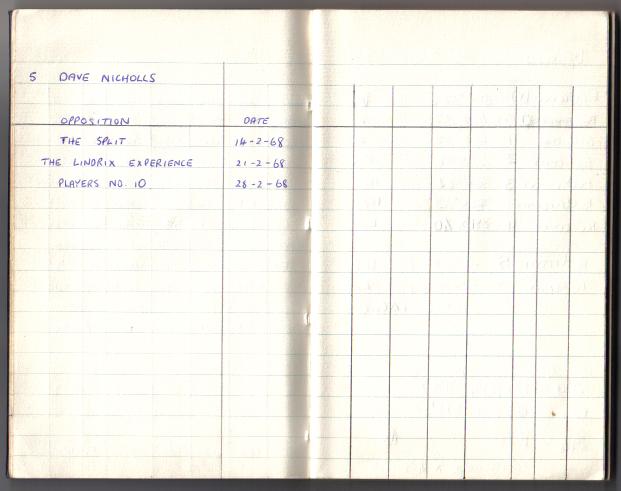 5 DAVE NICHOLLS
OPPOSITION DATE
THE SPLIT 14-2-68
THE LINDRIX EXPERIENCE 21-2-68
PLAYERS NO. 10 28-2-68